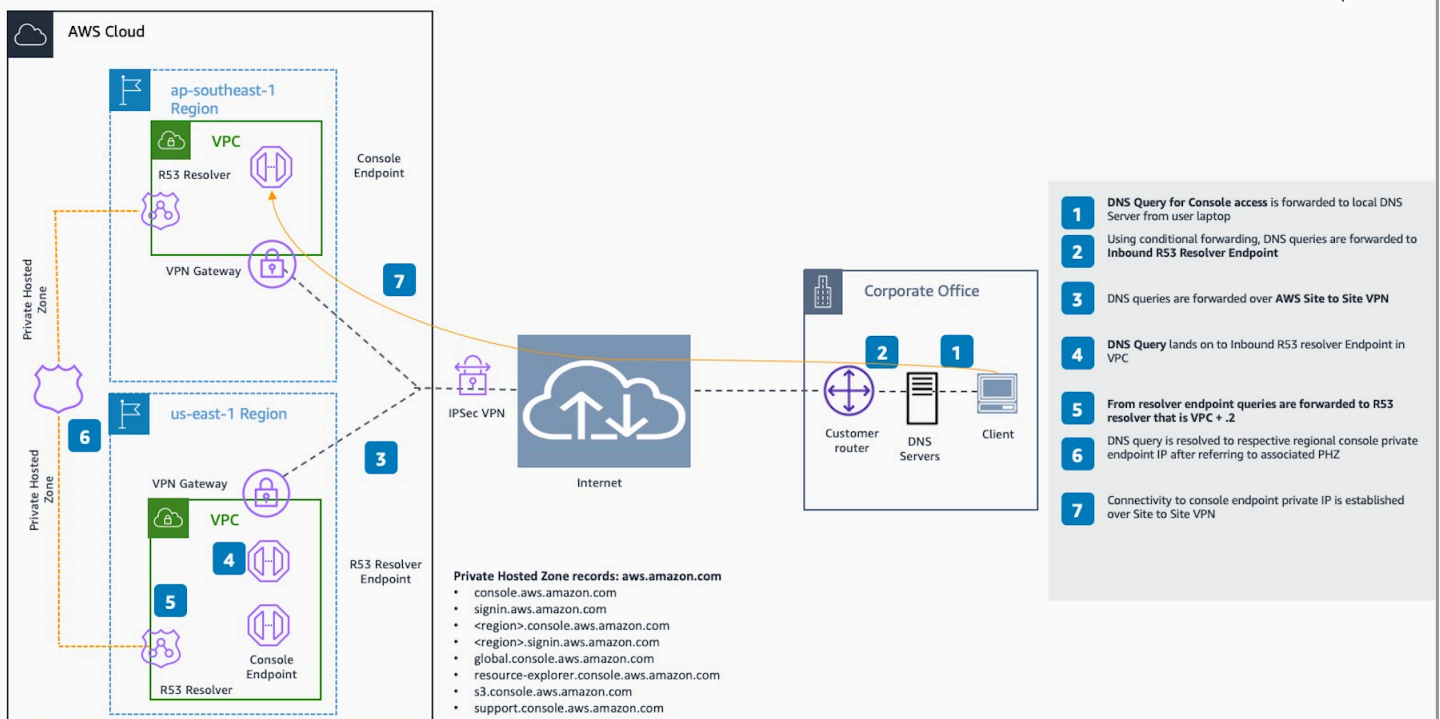 AWS Cloud
ap-southeast-1
Region
VPC
R53 Resolver
Console
Endpoint
VPN Gateway
Private Hosted
Zone
7
6
Private Hosted
Zone
us-east-1 Region
VPN Gateway
3
VPC
4
5
R53 Resolver
Endpoint
Console
Endpoint
R53 Resolver
IPSec VPN
Internet
Corporate Office
2
1
Customer
router
DNS
Servers
Client
1
DNS Query for Console access is forwarded to local DNS
Server from user laptop
2
Using conditional forwarding, DNS queries are forwarded to
Inbound R53 Resolver Endpoint
3
DNS queries are forwarded over AWS Site to Site VPN
4
DNS Query lands on to Inbound R53 resolver Endpoint in
VPC
5
From resolver endpoint queries are forwarded to R53
resolver that is VPC + .2
6
DNS query is resolved to respective regional console private
endpoint IP after referring to associated PHZ
7
Connectivity to console endpoint private IP is established
over Site to Site VPN
Private Hosted Zone records: aws.amazon.com
• console.aws.amazon.com
• signin.aws.amazon.com
• <region>.console.aws.amazon.com
• <region>.signin.aws.amazon.com
• global.console.aws.amazon.com
• resource-explorer.console.aws.amazon.com
• s3.console.aws.amazon.com
• support.console.aws.amazon.com